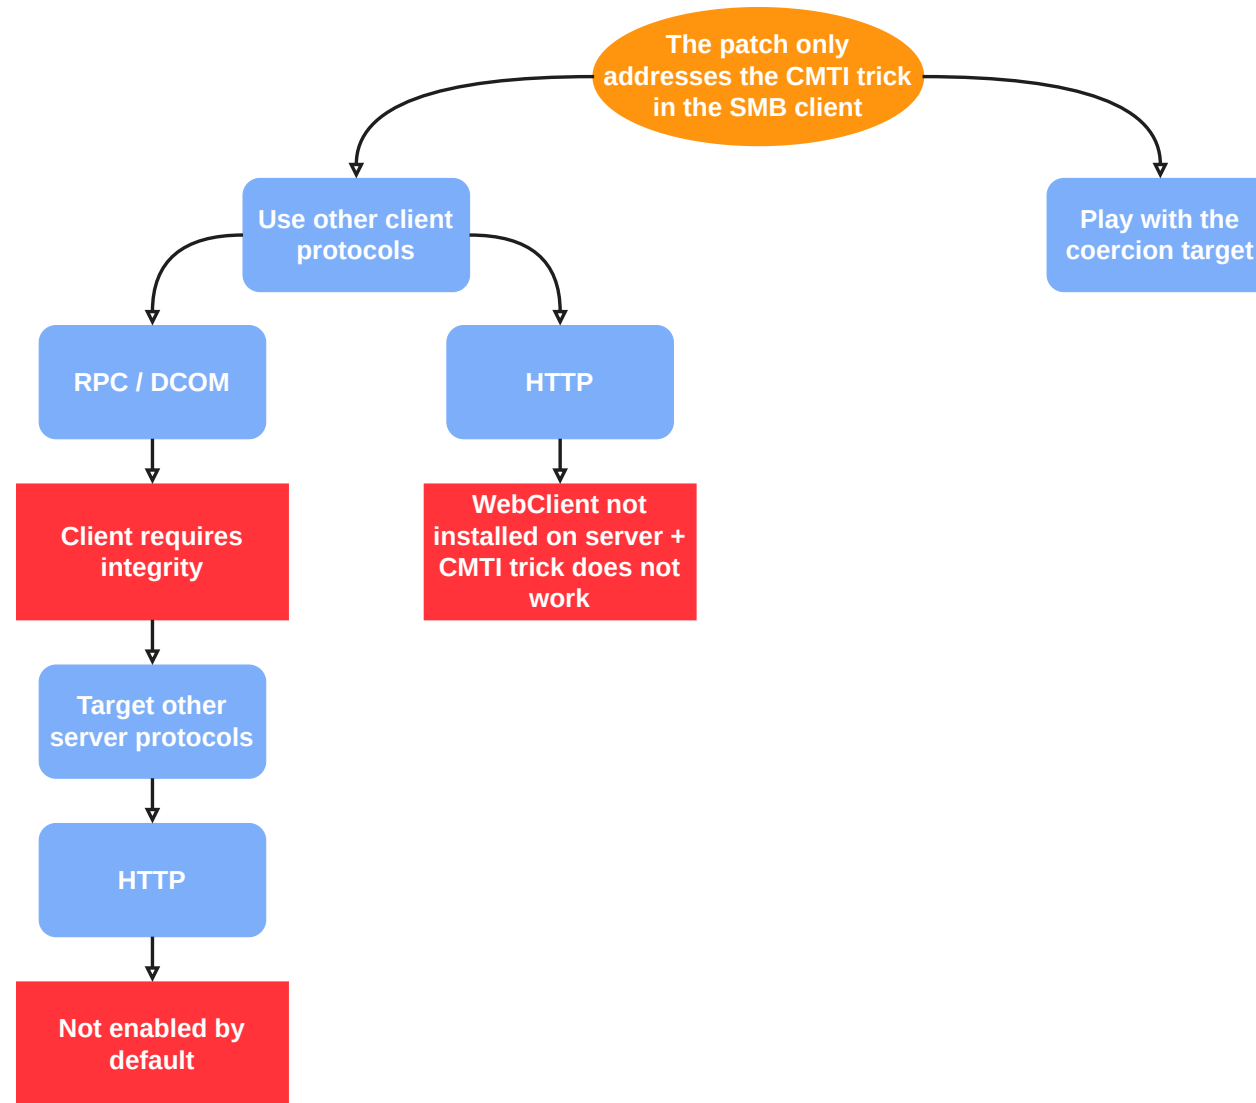 The patch only
addresses the CMTI trick
in the SMB client
Use other client
protocols
Play with the
coercion target
RPC / DCOM
HTTP
Client requires
integrity
WebClient not
installed on server +
CMTI trick does not
work
Target other
server protocols
HTTP
Not enabled by
default